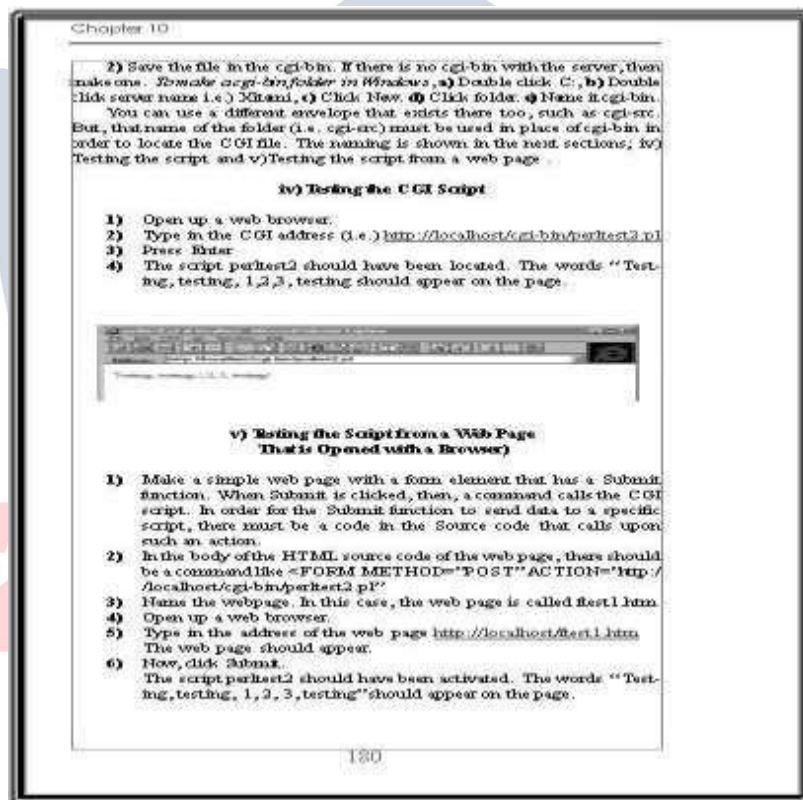 Chapter 10
2) Save the file in the cgi-bin. If there is no cgi-bin with the server, then
make one. To make a cgi-bin folder in Windows, a) Double click C:, b) Double
click server name i.e.) Xitami, c) Click New. d) Click folder. e) Name it cgi-bin.
You can use a different envelope that exists there too, such as cgi-src.
But, that name of the folder (i.e. cgi-src) must be used in place of cgi-bin in
order to locate the CGI file. The naming is shown in the next sections; iv)
Testing the script and v) Testing the script from a web page .
iv) Testing the CGI Script
1) Open up a web browser.
2) Type in the CGI address (i.e.) http://localhost/cgi-bin/perltest2.pl
3) Press Enter
4) The script perltest2 should have been located. The words “Test-
ing, testing, 1,2,3, testing should appear on the page.
v) Testing the Script from a Web Page
That is Opened with a Browser)
1) Make a simple web page with a form element that has a Submit
function. When Submit is clicked, then, a command calls the CGI
script. In order for the Submit function to send data to a specific
script, there must be a code in the Source code that calls upon
such an action.
2) In the body of the HTML source code of the web page, there should
be a command like <FORM METHOD="POST" ACTION="http:/
/localhost/cgi-bin/perltest2.pl"
3) Name the webpage. In this case, the web page is called ftest1.htm
4) Open up a web browser.
5) Type in the address of the web page http://localhost/ftest1.htm
The web page should appear.
6) Now, click Submit.
The script perltest2 should have been activated. The words “Test-
ing, testing, 1, 2, 3, testing” should appear on the page.
180